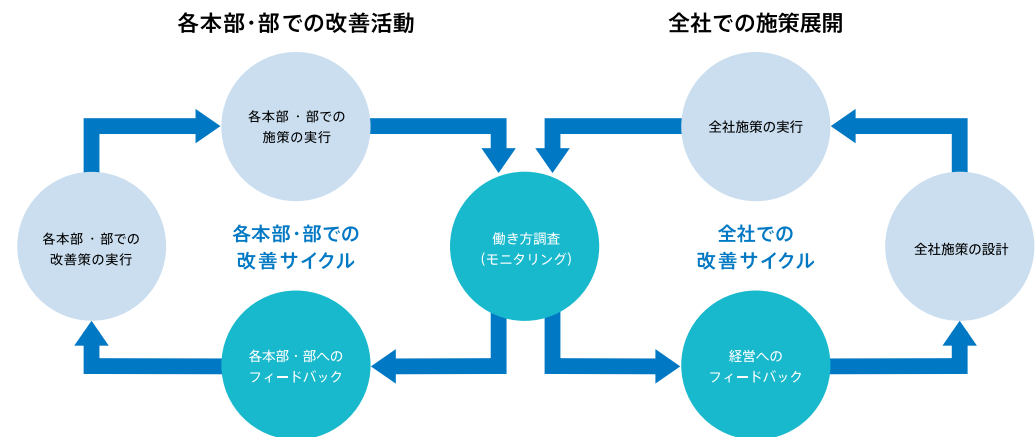 各本部・部での改善活動
全社での施策展開
各本部・部での
施策の実行
全社施策の実行
各本部・部での
改善策の実行
各本部・部での
改善サイクル
働き方調査
(モニタリング)
全社での
改善サイクル
全社施策の設計
各本部・部への
フィードバック
経営への
フィードバック